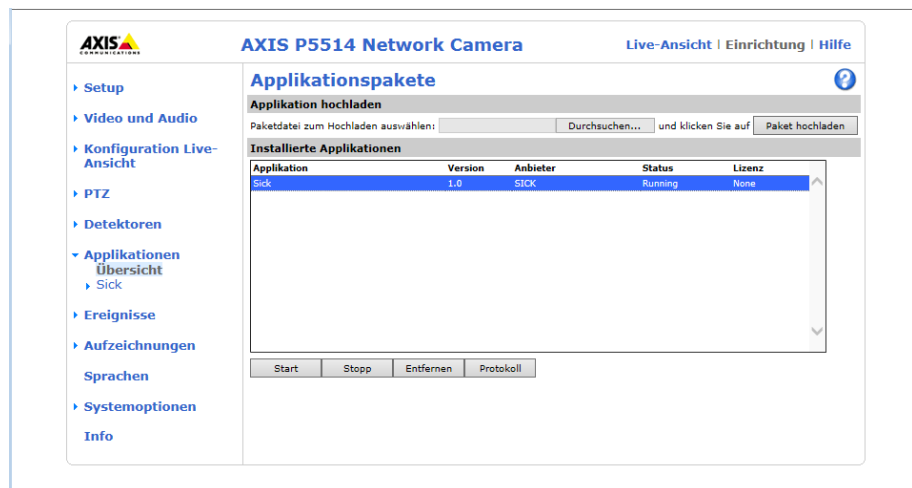 AXIS
COMMUNICATIONS
AXIS P5514 Network Camera
Live-Ansicht | Einrichtung | Hilfe
Setup
Video und Audio
Konfiguration Live-
Ansicht
PTZ
Detektoren
Applikationen
Übersicht
Sick
Ereignisse
Aufzeichnungen
Sprachen
Systemoptionen
Info
Applikationspakete
?
Applikation hochladen
Paketdatei zum Hochladen auswählen: Durchsuchen... und klicken Sie auf Paket hochladen
Installierte Applikationen
Applikation Version Anbieter Status Lizenz
Sick 1.0 SICK Running None
Start Stopp Entfernen Protokoll